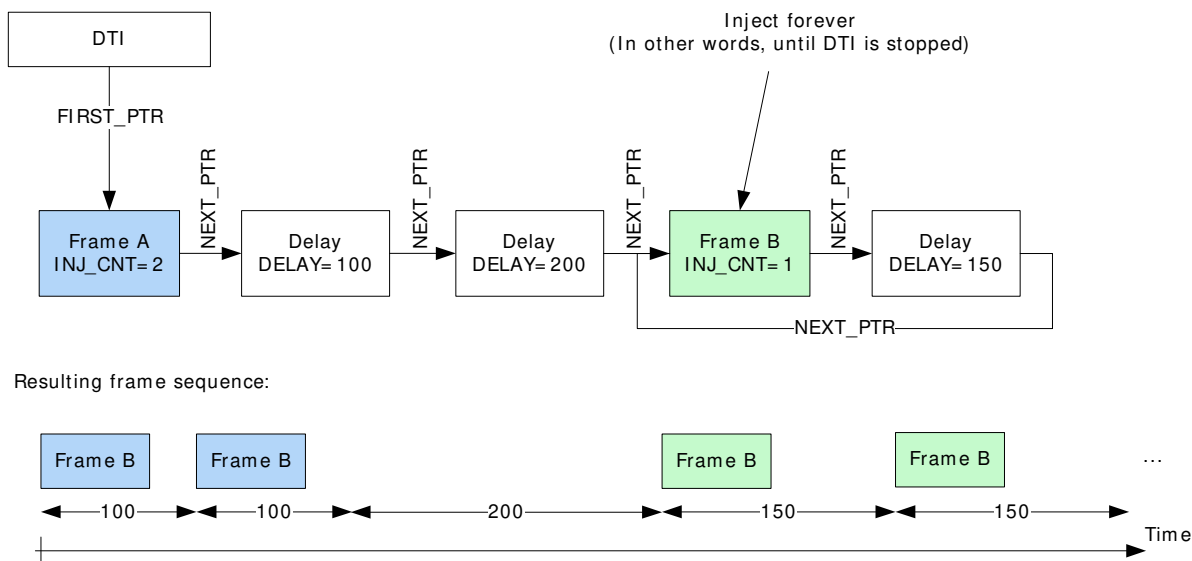 DTI
Inject forever
(In other words, until DTI is stopped)
FIRST_PTR
NEXT_PTR
NEXT_PTR
NEXT_PTR
NEXT_PTR
Frame A
INJ_CNT=2
Delay
DELAY=100
Delay
DELAY=200
Frame B
INJ_CNT=1
Delay
DELAY=150
NEXT_PTR
Resulting frame sequence:
Frame B
Frame B
Frame B
Frame B
...
100
100
200
150
150
Time